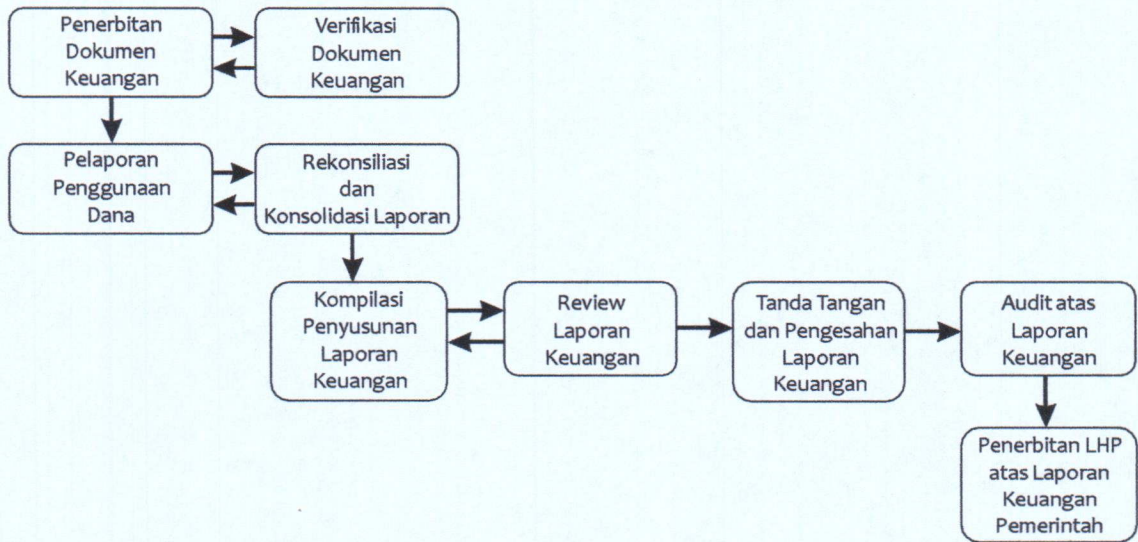 Penerbitan
Dokumen
Keuangan
Verifikasi
Dokumen
Keuangan
Pelaporan
Penggunaan
Dana
Rekonsiliasi
dan
Konsolidasi Laporan
Kompilasi
Penyusunan
Laporan
Keuangan
Review
Laporan
Keuangan
Tanda Tangan
dan Pengesahan
Laporan
Keuangan
Audit atas
Laporan
Keuangan
Penerbitan LHP
atas Laporan
Keuangan
Pemerintah